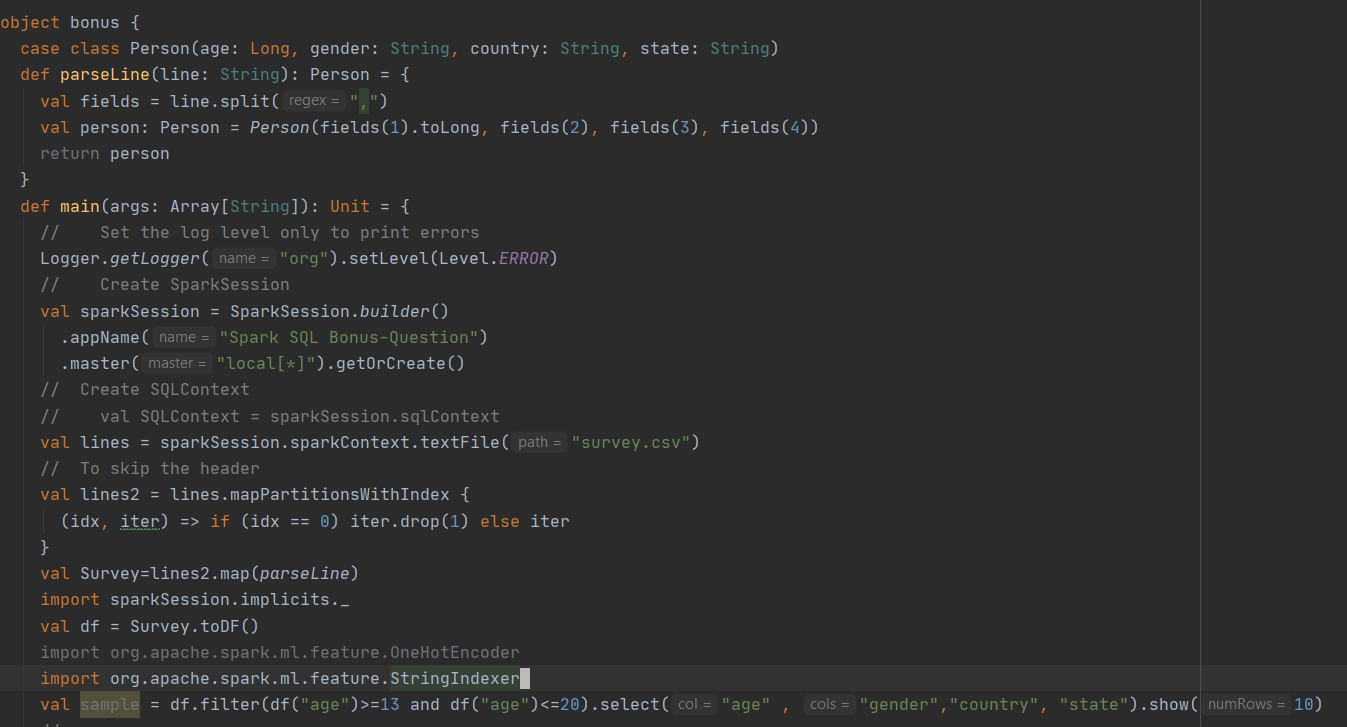 object bonus {
case class Person(age: Long, gender: String, country: String, state: String)
def parseLine(line: String): Person = {
val fields = line.split( regex = ",")
val person: Person = Person(fields(1).toLong, fields(2), fields(3), fields(4))
return person
}
def main(args: Array[String]): Unit = {
// Set the log level only to print errors
Logger.getLogger( name = "org").setLevel(Level.ERROR)
// Create SparkSession
val sparkSession = SparkSession.builder()
.appName( name = "Spark SQL Bonus-Question")
.master( master = "local[*]").getOrCreate()
// Create SQLContext
// val SQLContext = sparkSession.sqlContext
val lines = sparkSession.sparkContext.textFile( path = "survey.csv")
// To skip the header
val lines2 = lines.mapPartitionsWithIndex {
(idx, iter) => if (idx == 0) iter.drop(1) else iter
}
val Survey=lines2.map(parseLine)
import sparkSession.implicits._
val df = Survey.toDF()
import org.apache.spark.ml.feature.OneHotEncoder
import org.apache.spark.ml.feature.StringIndexer
val sample = df.filter(df("age")>=13 and df("age")<=20).select( col = "age" , cols = "gender","country", "state").show( numRows = 10)
//